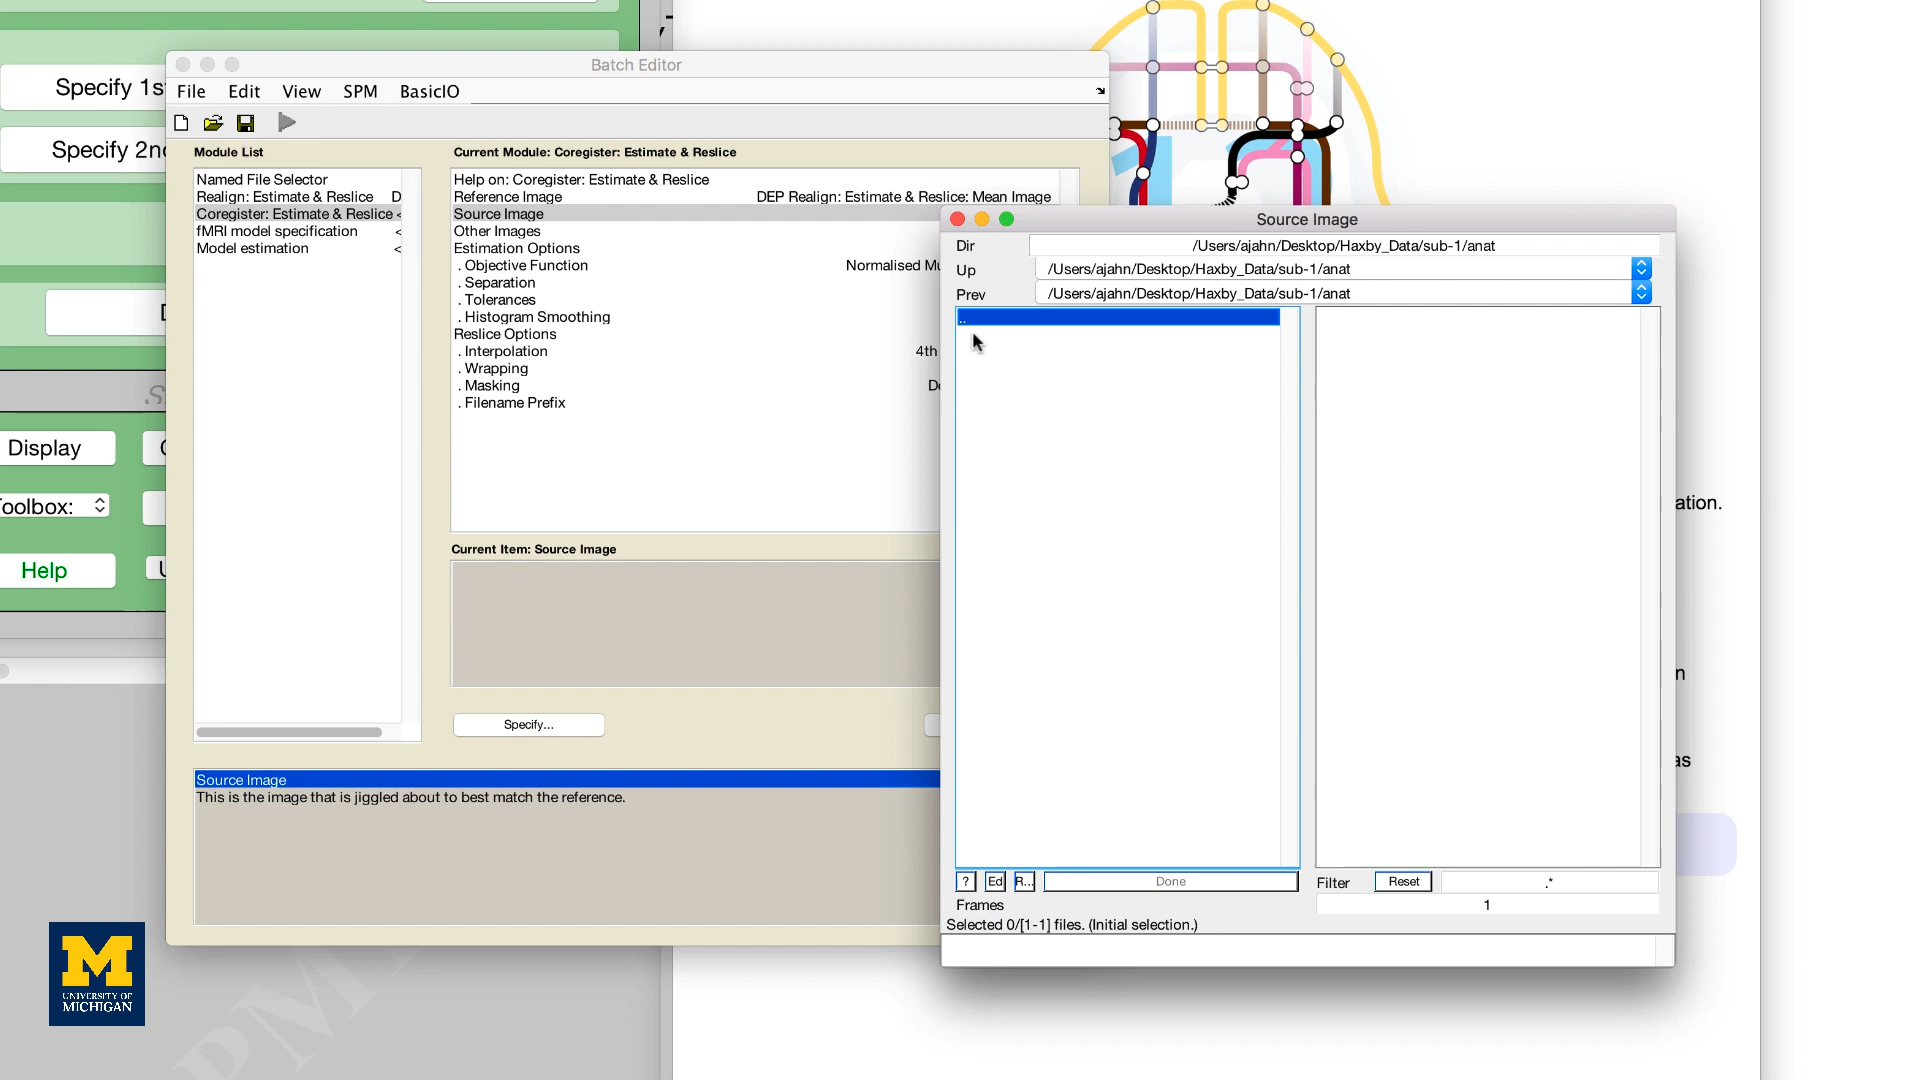 Specify 1s
Specify 2n
Display
Toolbox:
Help
Batch Editor
File Edit View SPM BasicIO
Module List
Named File Selector
Realign: Estimate & Reslice D
Coregister: Estimate & Reslice <
fMRI model specification <
Model estimation <
Current Module: Coregister: Estimate & Reslice
Help on: Coregister: Estimate & Reslice
Reference Image DEP Realign: Estimate & Reslice: Mean Image
Source Image
Other Images
Estimation Options
. Objective Function Normalised Mu
. Separation
. Tolerances
. Histogram Smoothing
Reslice Options
. Interpolation 4th
. Wrapping
. Masking Do
. Filename Prefix
Current Item: Source Image
Specify...
Source Image
This is the image that is jiggled about to best match the reference.
Source Image
Dir /Users/ajahn/Desktop/Haxby_Data/sub-1/anat
Up /Users/ajahn/Desktop/Haxby_Data/sub-1/anat
Prev /Users/ajahn/Desktop/Haxby_Data/sub-1/anat
..
? Ed R... Done
Filter Reset .*
Frames 1
Selected 0/[1-1] files. (Initial selection.)
ation.
n
as
M
UNIVERSITY OF
MICHIGAN